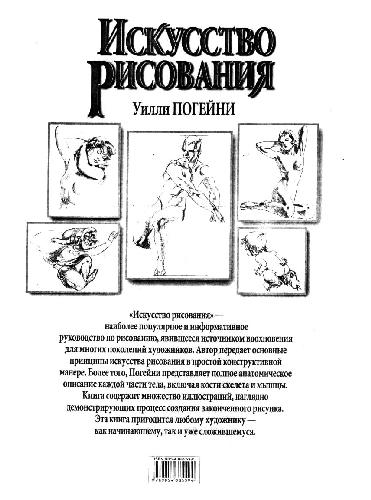 Искусство
рисования
Уилли ПОГЕЙНИ
«Искусство рисования» —
наиболее популярное и информативное
руководство по рисованию, явившееся источником вдохновения
для многих поколений художников. Автор передает основные
принципы искусства рисования в простой конструктивной
манере. Более того, Погейни представляет полное анатомическое
описание каждой части тела, включая кости скелета и мышцы.
Книга содержит множество иллюстраций, наглядно
демонстрирующих процесс создания законченного рисунка.
Эта книга пригодится любому художнику —
как начинающему, так и уже сложившемуся.